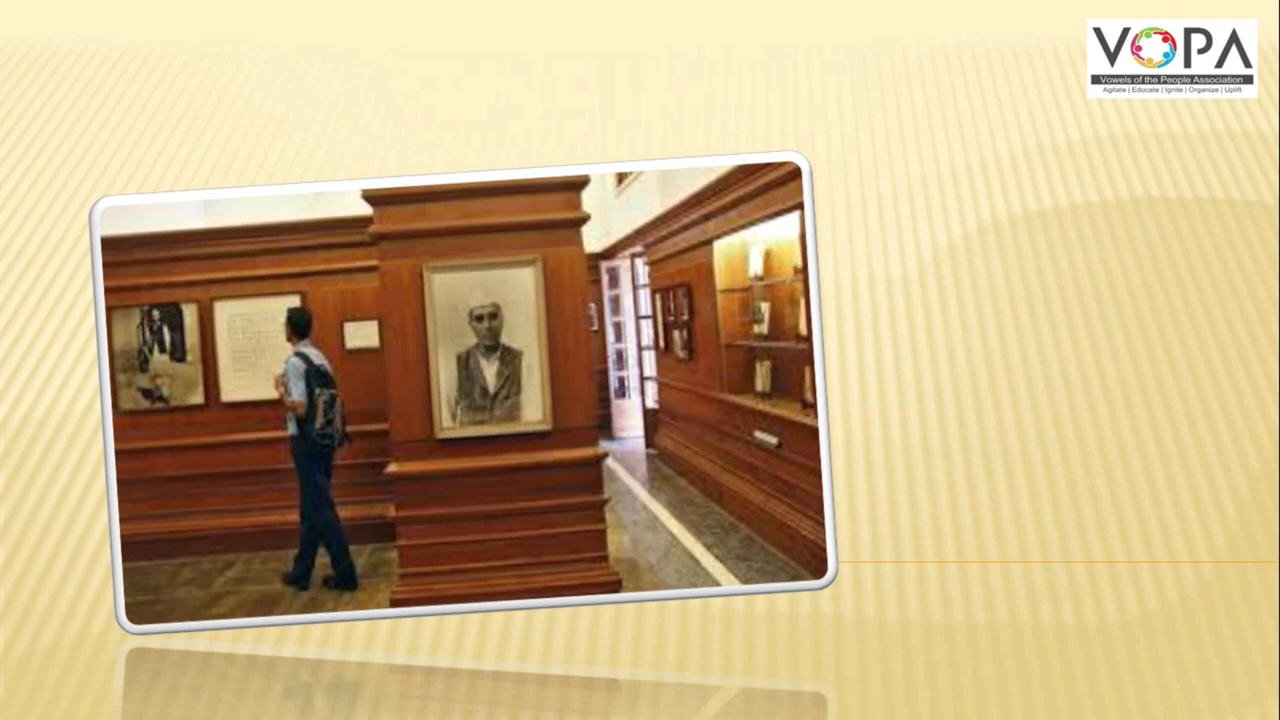 VOPA
Vowels of the People Association
Agitate | Educate | Ignite | Organize | Uplift